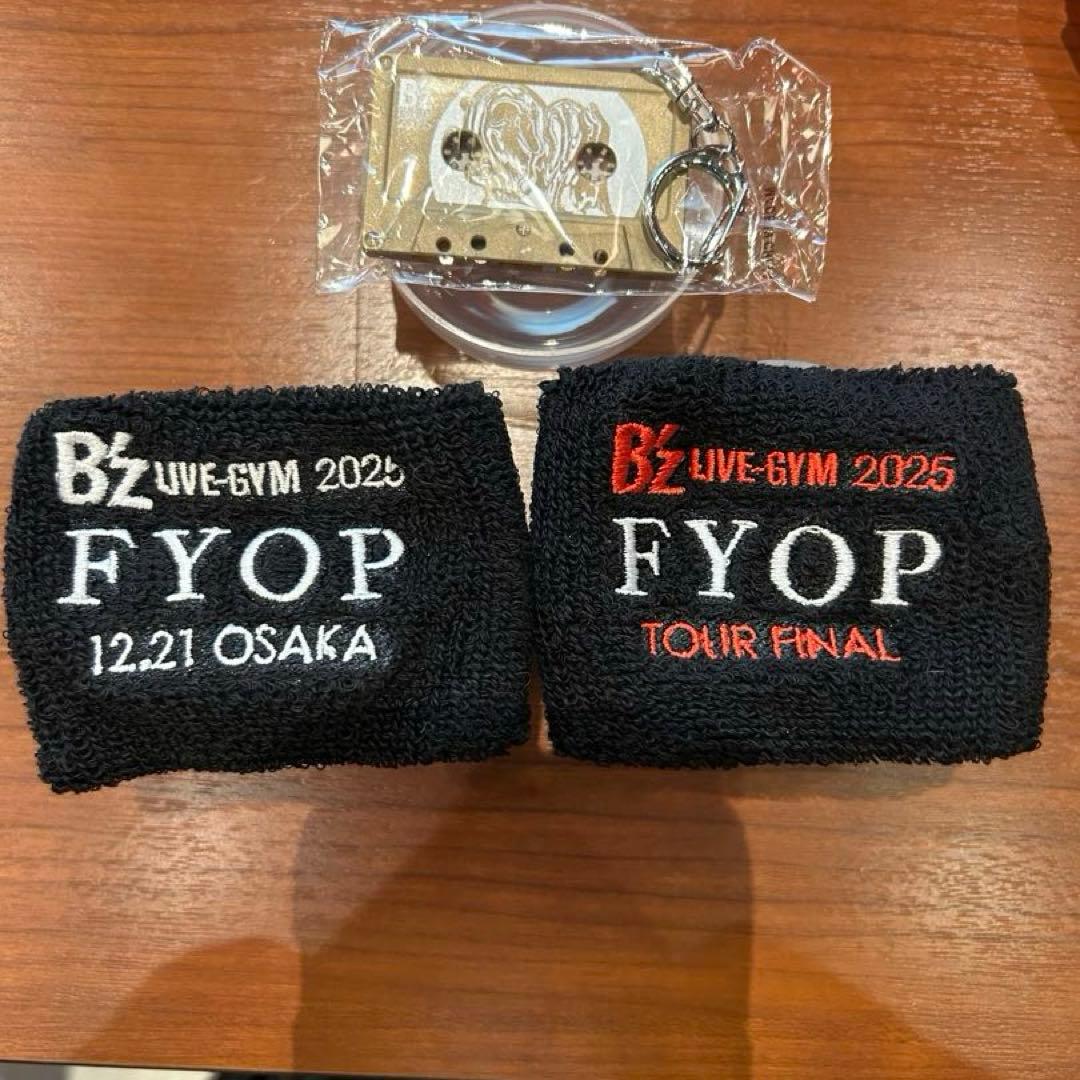 B'z
B'z LIVE-GYM 2025
FYOP
12.21 OSAKA
B'z LIVE-GYM 2025
FYOP
TOUR FINAL